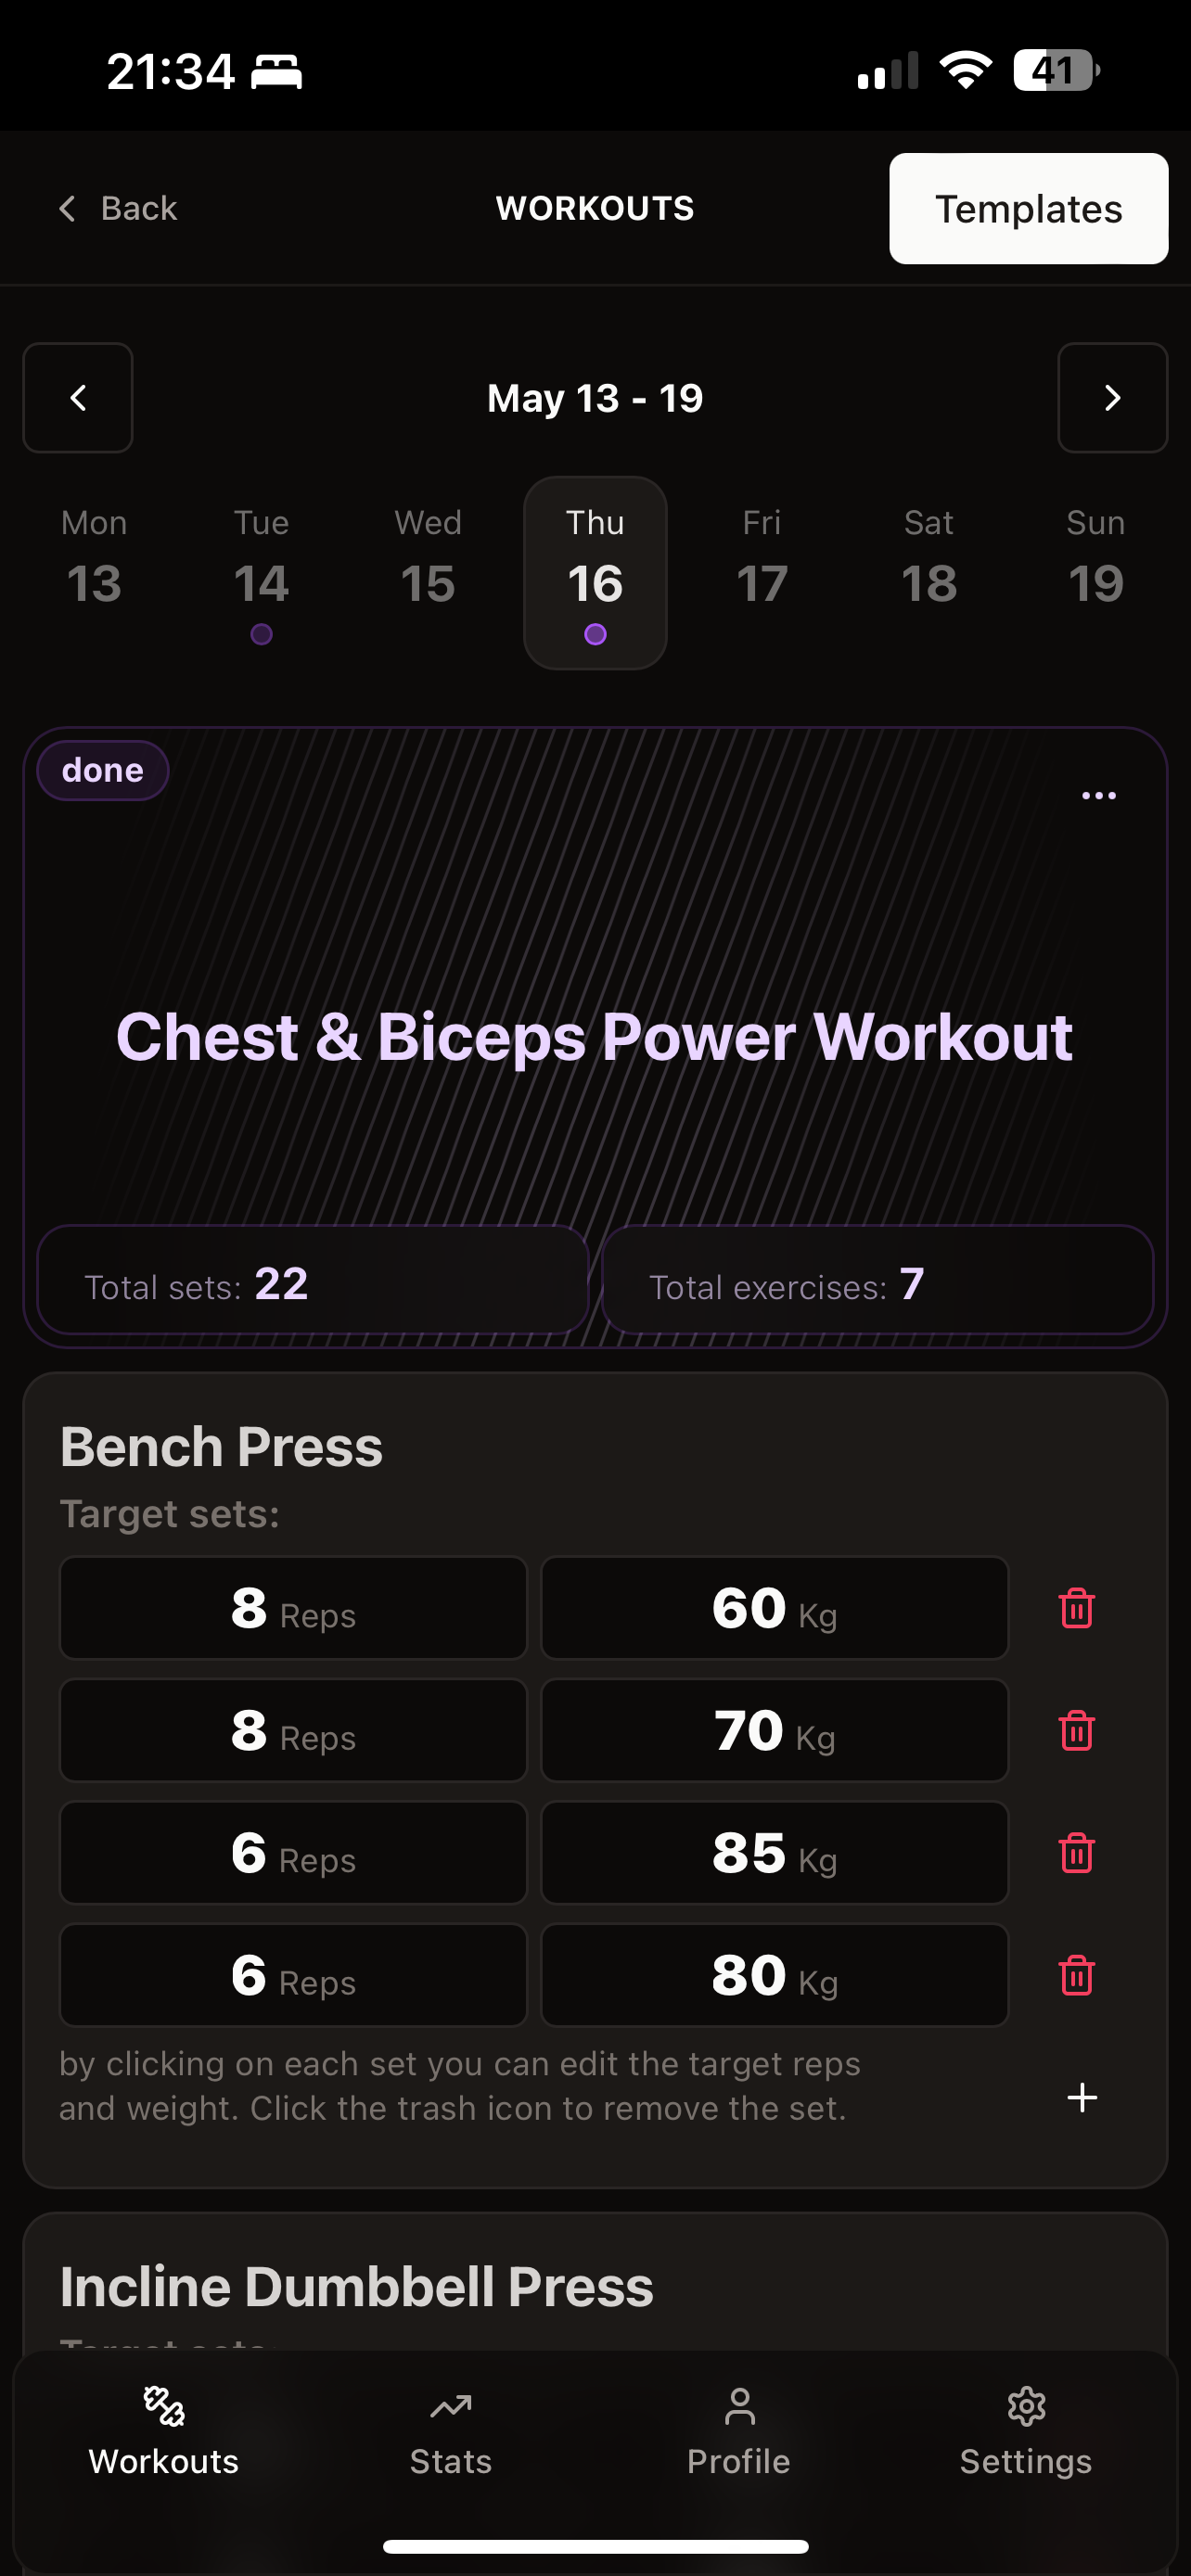 21:34
41
Back
WORKOUTS
Templates
May 13 - 19
Mon Tue Wed Thu Fri Sat Sun
13 14 15 16 17 18 19
done
...
Chest & Biceps Power Workout
Total sets: 22
Total exercises: 7
Bench Press
Target sets:
8 Reps 60 Kg
8 Reps 70 Kg
6 Reps 85 Kg
6 Reps 80 Kg
by clicking on each set you can edit the target reps
and weight. Click the trash icon to remove the set.
Incline Dumbbell Press
Target sets:
Workouts Stats Profile Settings